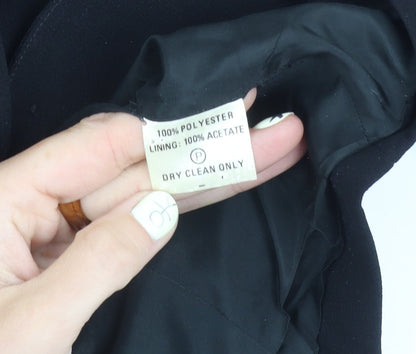 100% POLYESTER
LINING: 100% ACETATE
P
DRY CLEAN ONLY